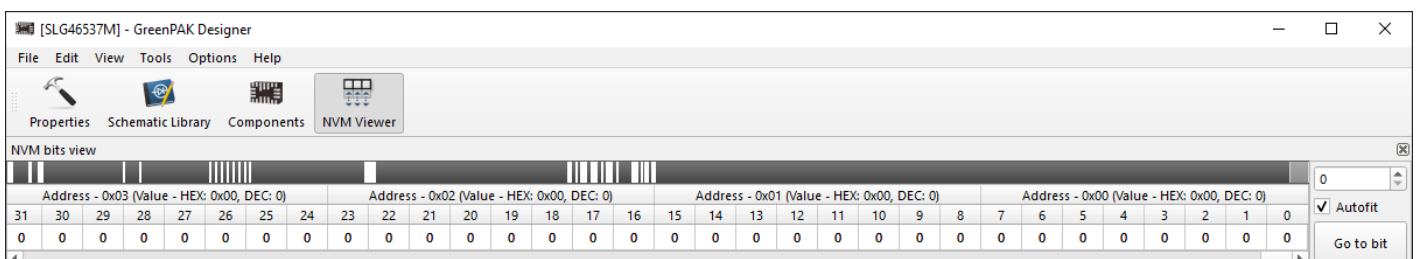 [SLG46537M] - GreenPAK Designer
File Edit View Tools Options Help
Properties Schematic Library Components NVM Viewer
NVM bits view
0
Address - 0x03 (Value - HEX: 0x00, DEC: 0) Address - 0x02 (Value - HEX: 0x00, DEC: 0) Address - 0x01 (Value - HEX: 0x00, DEC: 0) Address - 0x00 (Value - HEX: 0x00, DEC: 0)
Autofit
31 30 29 28 27 26 25 24 23 22 21 20 19 18 17 16 15 14 13 12 11 10 9 8 7 6 5 4 3 2 1 0
0 0 0 0 0 0 0 0 0 0 0 0 0 0 0 0 0 0 0 0 0 0 0 0 0 0 0 0 0 0 0 0
Go to bit